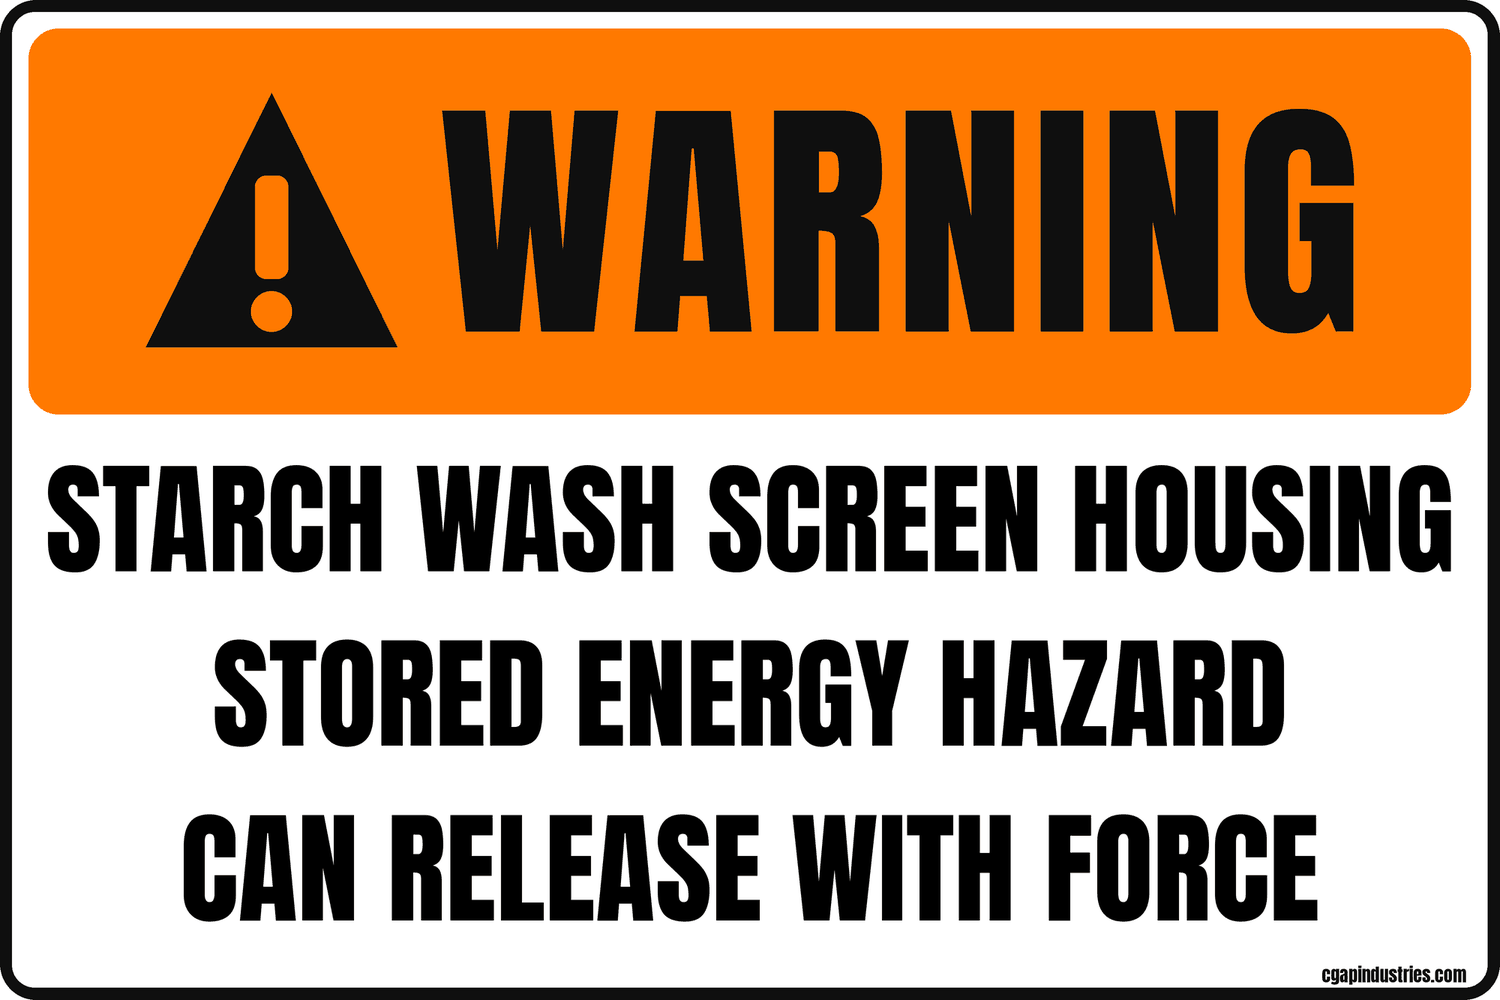 WARNING
STARCH WASH SCREEN HOUSING
STORED ENERGY HAZARD
CAN RELEASE WITH FORCE
cgapindustries.com